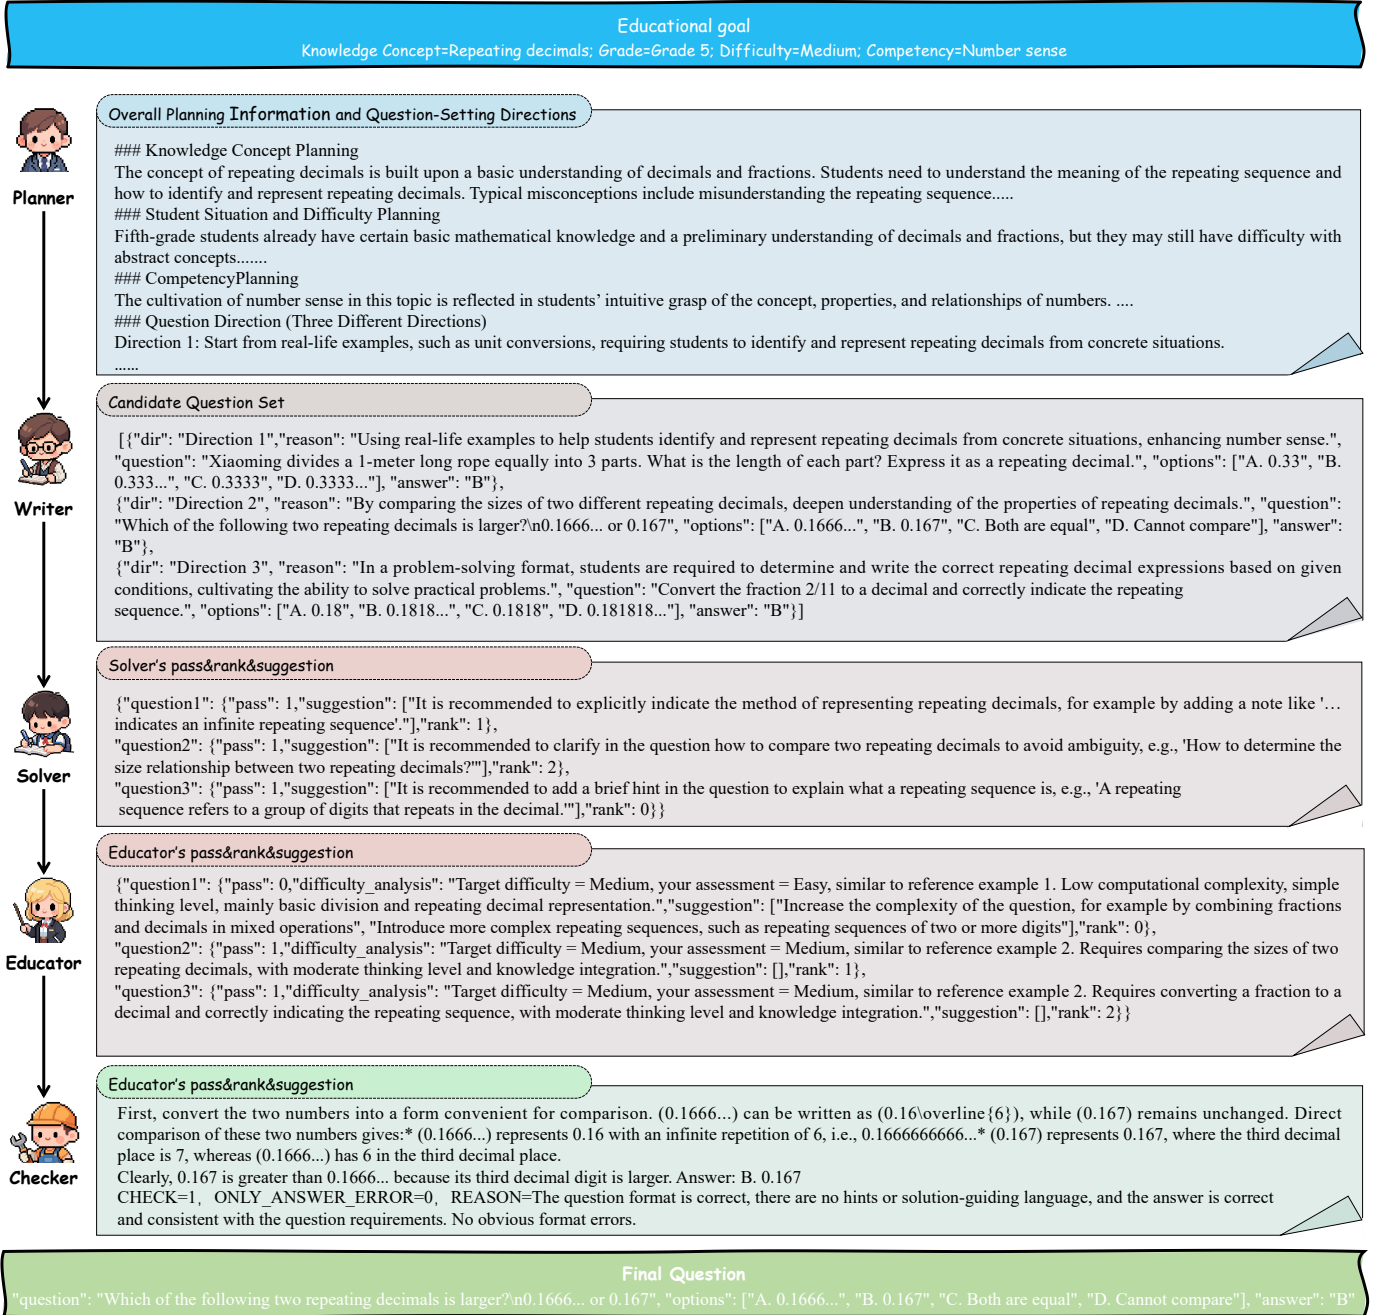 Educational goal
Knowledge Concept=Repeating decimals; Grade=Grade 5; Difficulty=Medium; Competency=Number sense
Overall Planning Information and Question-Setting Directions
### Knowledge Concept Planning
The concept of repeating decimals is built upon a basic understanding of decimals and fractions. Students need to understand the meaning of the repeating sequence and
how to identify and represent repeating decimals. Typical misconceptions include misunderstanding the repeating sequence.....
### Student Situation and Difficulty Planning
Fifth-grade students already have certain basic mathematical knowledge and a preliminary understanding of decimals and fractions, but they may still have difficulty with
abstract concepts.......
### CompetencyPlanning
The cultivation of number sense in this topic is reflected in students' intuitive grasp of the concept, properties, and relationships of numbers. ....
### Question Direction (Three Different Directions)
Direction 1: Start from real-life examples, such as unit conversions, requiring students to identify and represent repeating decimals from concrete situations.
......
Planner
Candidate Question Set
[{"dir": "Direction 1","reason": "Using real-life examples to help students identify and represent repeating decimals from concrete situations, enhancing number sense.",
"question": "Xiaoming divides a 1-meter long rope equally into 3 parts. What is the length of each part? Express it as a repeating decimal.", "options": ["A. 0.33", "B.
0.333...", "C. 0.3333", "D. 0.3333..."], "answer": "B"},
{"dir": "Direction 2", "reason": "By comparing the sizes of two different repeating decimals, deepen understanding of the properties of repeating decimals.", "question":
"Which of the following two repeating decimals is larger?\n0.1666... or 0.167", "options": ["A. 0.1666...", "B. 0.167", "C. Both are equal", "D. Cannot compare"], "answer":
"B"},
{"dir": "Direction 3", "reason": "In a problem-solving format, students are required to determine and write the correct repeating decimal expressions based on given
conditions, cultivating the ability to solve practical problems.", "question": "Convert the fraction 2/11 to a decimal and correctly indicate the repeating
sequence.", "options": ["A. 0.18", "B. 0.1818...", "C. 0.1818", "D. 0.181818..."], "answer": "B"}]
Writer
Solver's pass&rank&suggestion
{"question1": {"pass": 1,"suggestion": ["It is recommended to explicitly indicate the method of representing repeating decimals, for example by adding a note like '…
indicates an infinite repeating sequence'."],"rank": 1},
"question2": {"pass": 1,"suggestion": ["It is recommended to clarify in the question how to compare two repeating decimals to avoid ambiguity, e.g., 'How to determine the
size relationship between two repeating decimals?'"],"rank": 2},
"question3": {"pass": 1,"suggestion": ["It is recommended to add a brief hint in the question to explain what a repeating sequence is, e.g., 'A repeating
sequence refers to a group of digits that repeats in the decimal.'"],"rank": 0}}
Solver
Educator's pass&rank&suggestion
{"question1": {"pass": 0,"difficulty_analysis": "Target difficulty = Medium, your assessment = Easy, similar to reference example 1. Low computational complexity, simple
thinking level, mainly basic division and repeating decimal representation.","suggestion": ["Increase the complexity of the question, for example by combining fractions
and decimals in mixed operations", "Introduce more complex repeating sequences, such as repeating sequences of two or more digits"],"rank": 0},
"question2": {"pass": 1,"difficulty_analysis": "Target difficulty = Medium, your assessment = Medium, similar to reference example 2. Requires comparing the sizes of two
repeating decimals, with moderate thinking level and knowledge integration.","suggestion": [],"rank": 1},
"question3": {"pass": 1,"difficulty_analysis": "Target difficulty = Medium, your assessment = Medium, similar to reference example 2. Requires converting a fraction to a
decimal and correctly indicating the repeating sequence, with moderate thinking level and knowledge integration.","suggestion": [],"rank": 2}}
Educator
Educator's pass&rank&suggestion
First, convert the two numbers into a form convenient for comparison. (0.1666...) can be written as (0.16\overline{6}), while (0.167) remains unchanged. Direct
comparison of these two numbers gives:* (0.1666...) represents 0.16 with an infinite repetition of 6, i.e., 0.1666666666...* (0.167) represents 0.167, where the third decimal
place is 7, whereas (0.1666...) has 6 in the third decimal place.
Clearly, 0.167 is greater than 0.1666... because its third decimal digit is larger. Answer: B. 0.167
CHECK=1, ONLY_ANSWER_ERROR=0, REASON=The question format is correct, there are no hints or solution-guiding language, and the answer is correct
and consistent with the question requirements. No obvious format errors.
Checker
Final Question
"question": "Which of the following two repeating decimals is larger?\n0.1666... or 0.167", "options": ["A. 0.1666...", "B. 0.167", "C. Both are equal", "D. Cannot compare"], "answer": "B"